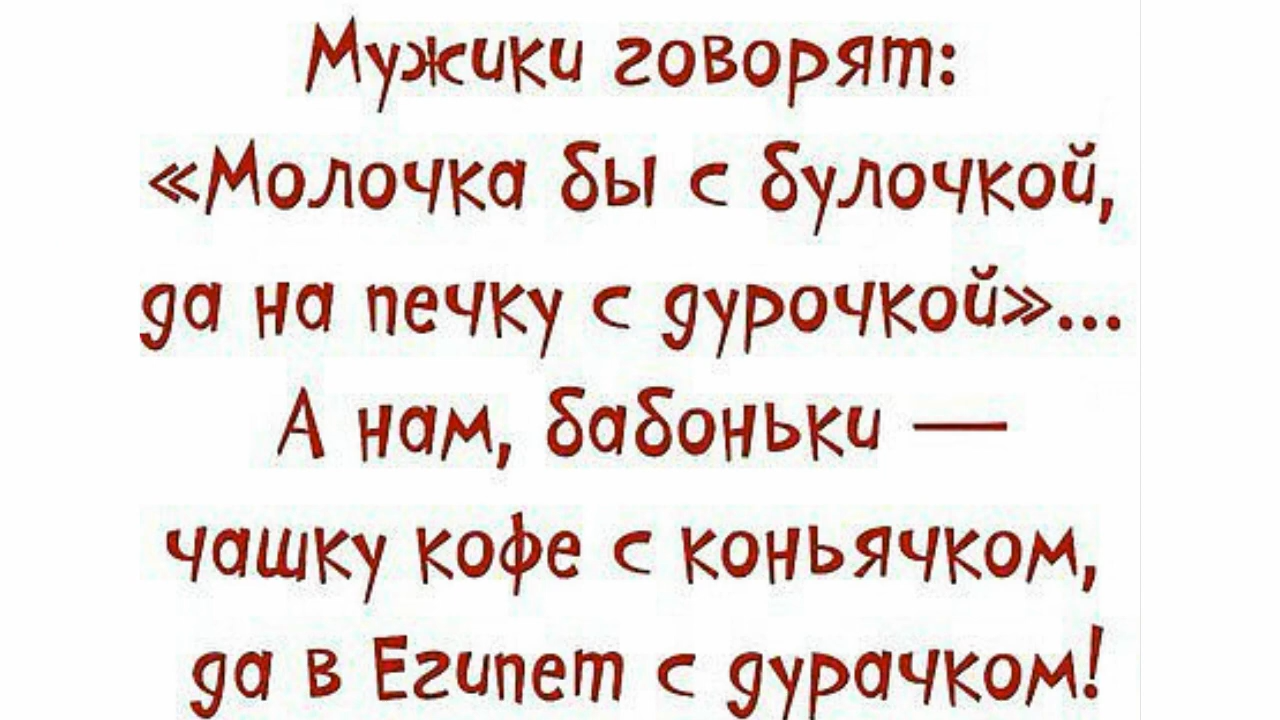 Мужики говорят:
«Молочка бы с булочкой,
да на печку с дурочкой»...
А нам, бабоньки —
чашку кофе с коньячком,
да в Египет с дурачком!